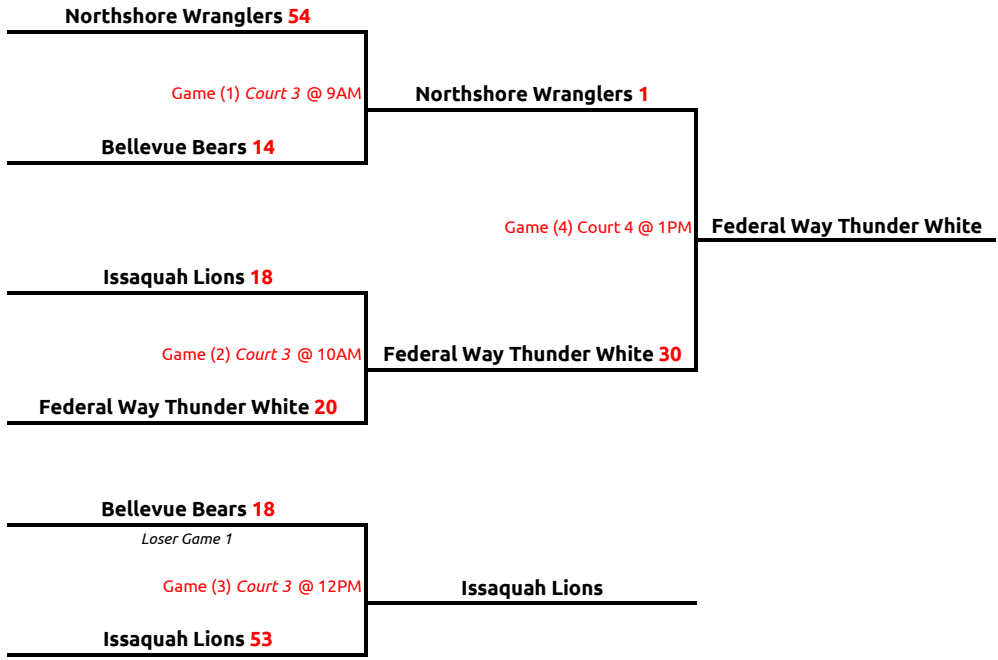 Northshore Wranglers 54
Game (1) Court 3 @ 9AM
Northshore Wranglers 1
Bellevue Bears 14
Game (4) Court 4 @ 1PM
Federal Way Thunder White
Issaquah Lions 18
Game (2) Court 3 @ 10AM
Federal Way Thunder White 30
Federal Way Thunder White 20
Bellevue Bears 18
Loser Game 1
Game (3) Court 3 @ 12PM
Issaquah Lions
Issaquah Lions 53